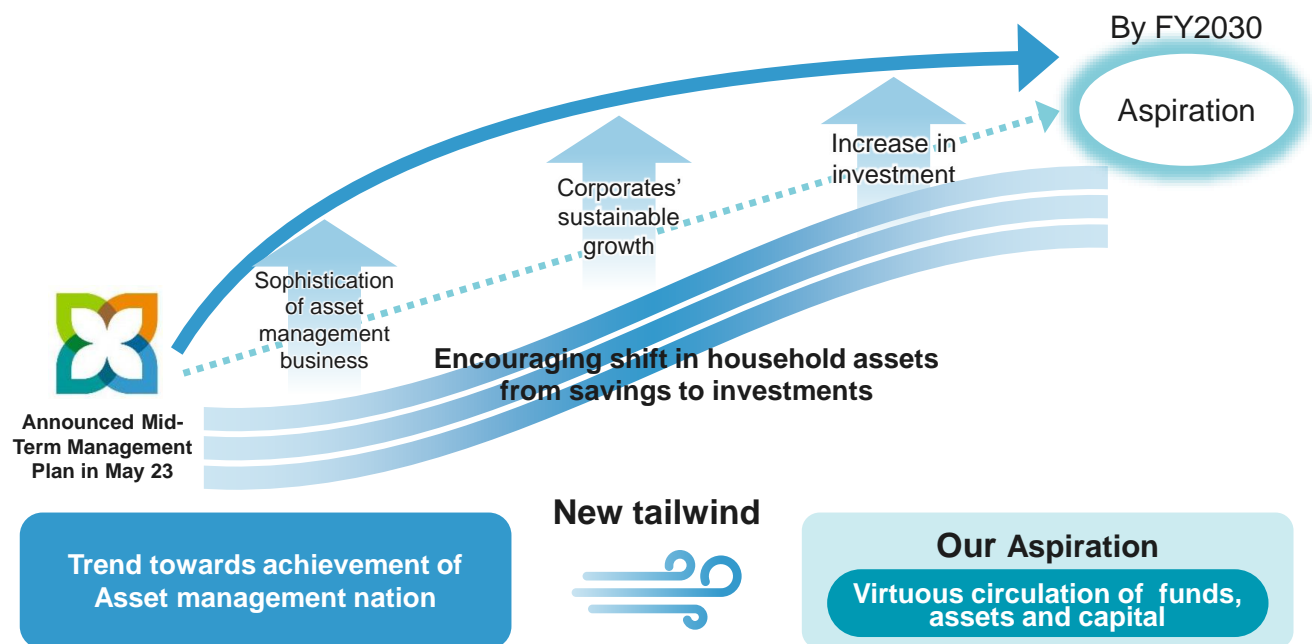 By FY2030
Aspiration
Increase in
investment
Corporates’
sustainable
growth
Sophistication
of asset
management
business
Encouraging shift in household assets
from savings to investments
Announced Mid-
Term Management
Plan in May 23
New tailwind
Trend towards achievement of
Asset management nation
Our Aspiration
Virtuous circulation of funds,
assets and capital